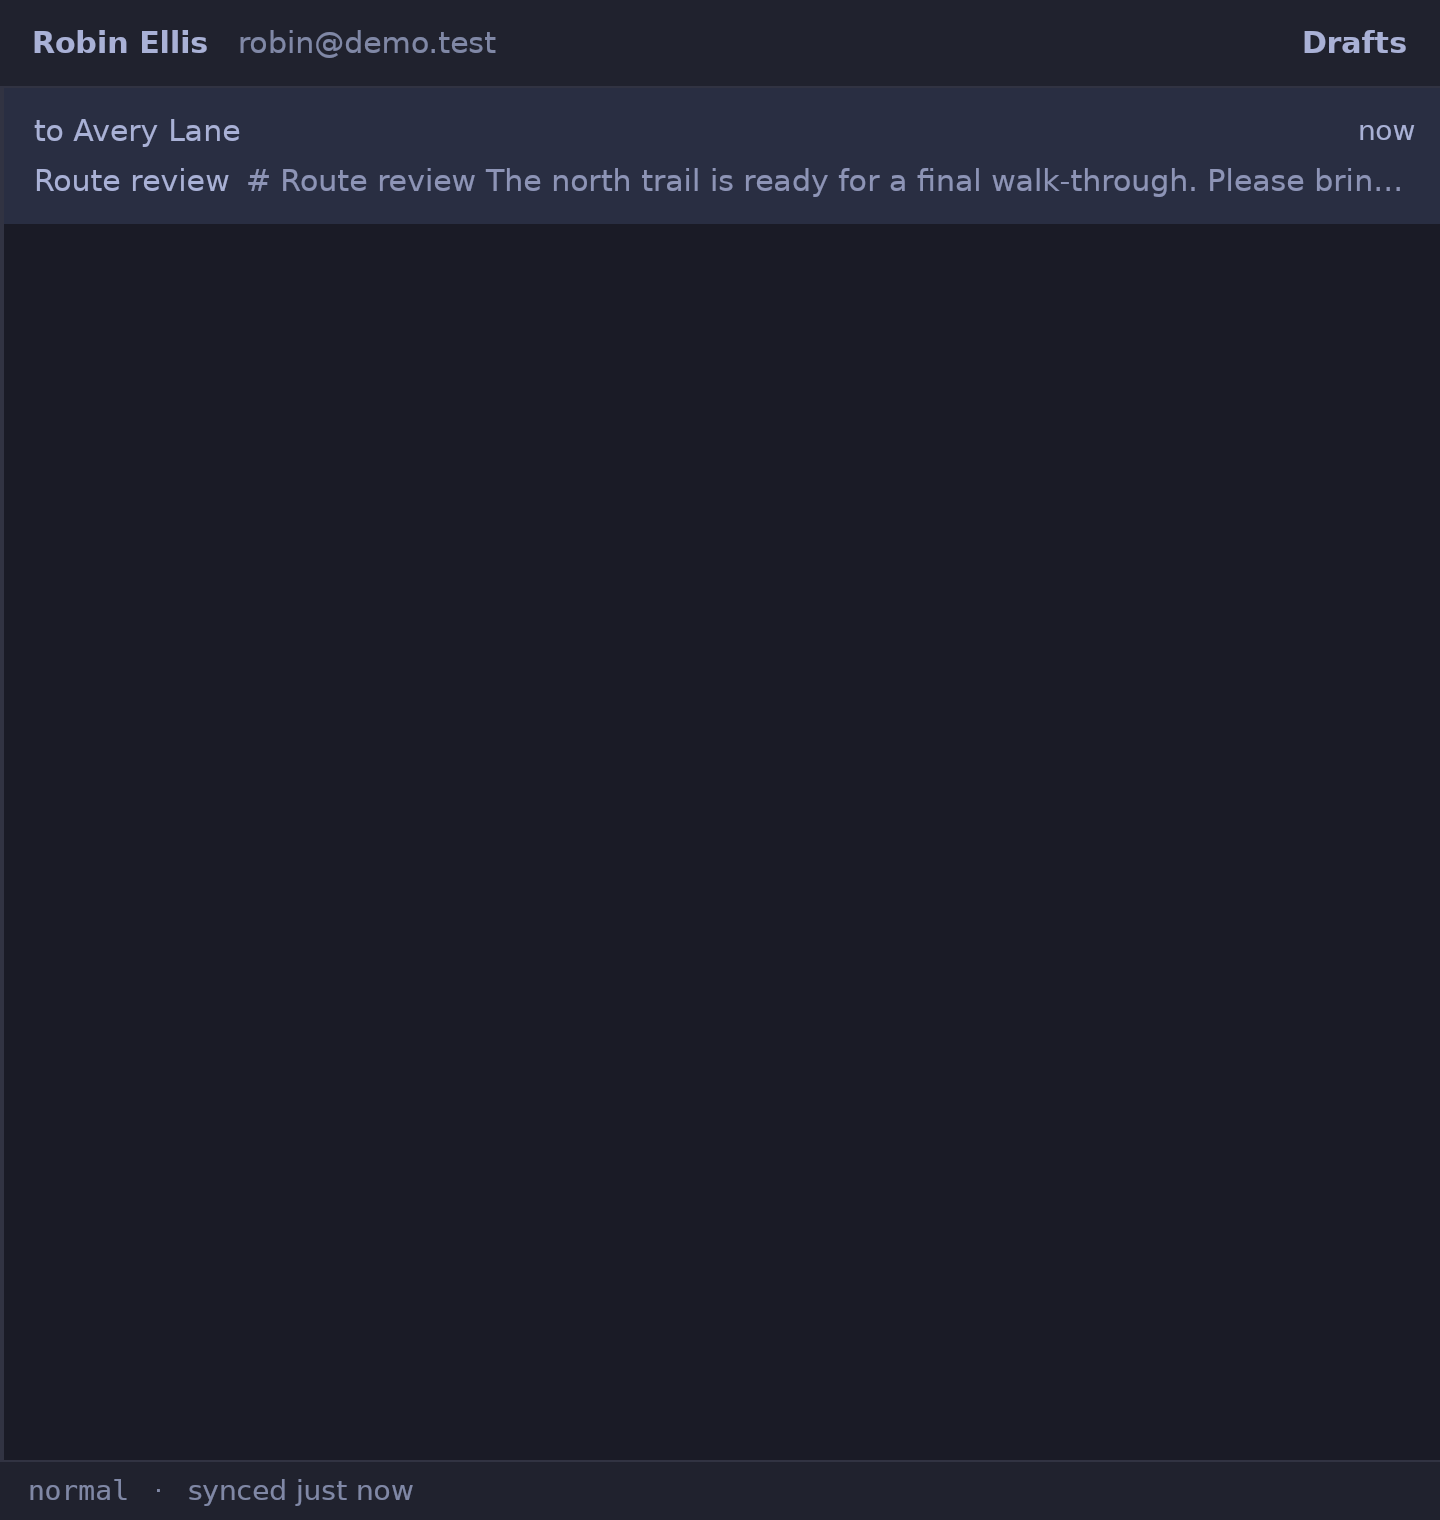 Robin Ellis robin@demo.test Drafts
to Avery Lane now
Route review # Route review The north trail is ready for a final walk-through. Please brin…
normal · synced just now